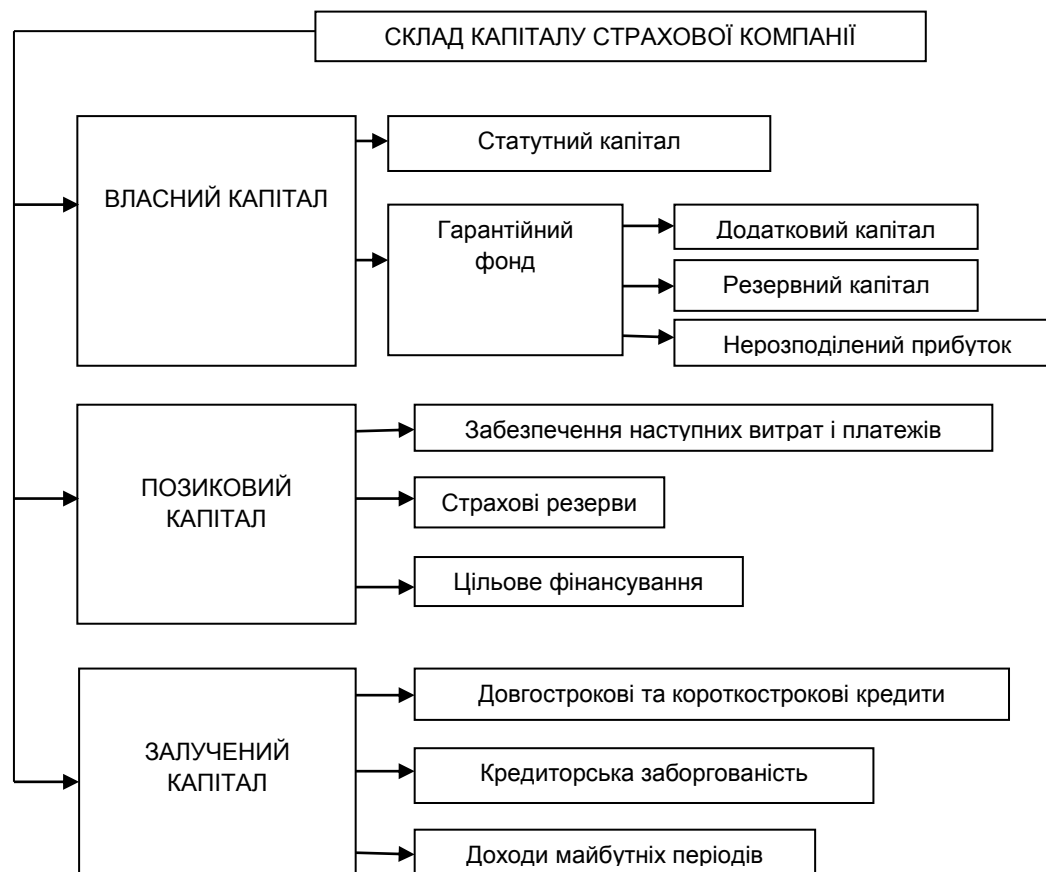 СКЛАД КАПІТАЛУ СТРАХОВОЇ КОМПАНІЇ
ВЛАСНИЙ КАПІТАЛ
Статутний капітал
Гарантійний
фонд
Додатковий капітал
Резервний капітал
Нерозподілений прибуток
ПОЗИКОВИЙ
КАПІТАЛ
Забезпечення наступних витрат і платежів
Страхові резерви
Цільове фінансування
ЗАЛУЧЕНИЙ
КАПІТАЛ
Довгострокові та короткострокові кредити
Кредиторська заборгованість
Доходи майбутніх періодів